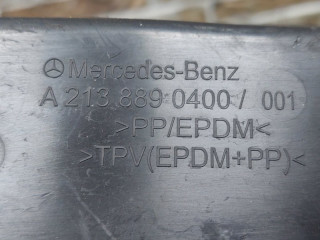 Mercedes-Benz
A 213 889 0400 / 001
>PP/EPDM<
>TPV(EPDM+PP)<